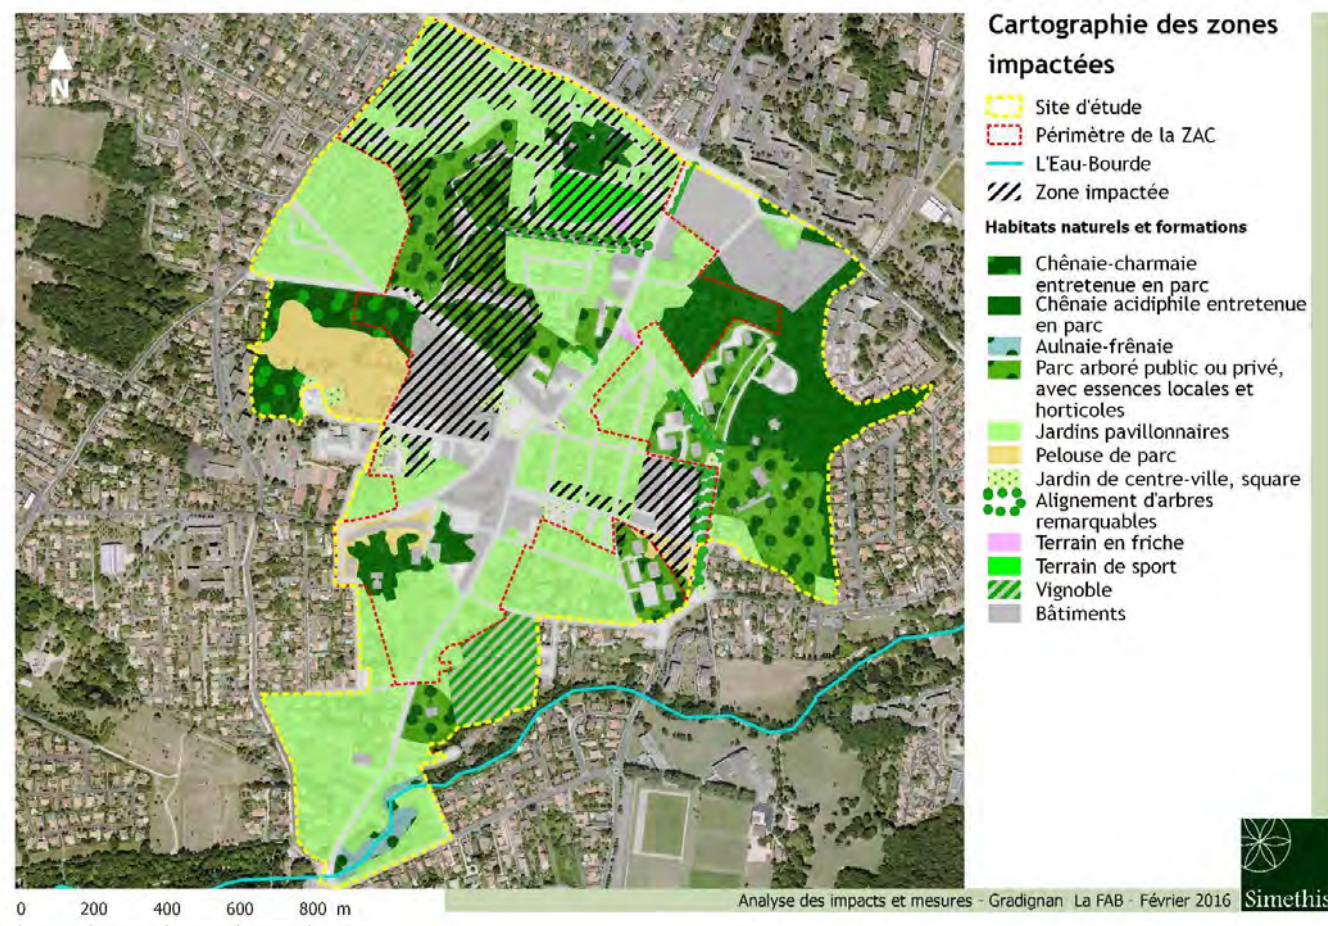 Cartographie des zones
impactées
N
Site d'étude
Périmètre de la ZAC
L'Eau-Bourde
Zone impactée
Habitats naturels et formations
Chênaie-charmaie
entretenue en parc
Chênaie acidiphile entretenue
en parc
Aulnaie-frênaie
Parc arboré public ou privé,
avec essences locales et
horticoles
Jardins pavillonnaires
Pelouse de parc
Jardin de centre-ville, square
Alignement d'arbres
remarquables
Terrain en friche
Terrain de sport
Vignoble
Bâtiments
Analyse des impacts et mesures - Gradignan La FAB - Février 2016
Simethis
0 200 400 600 800 m